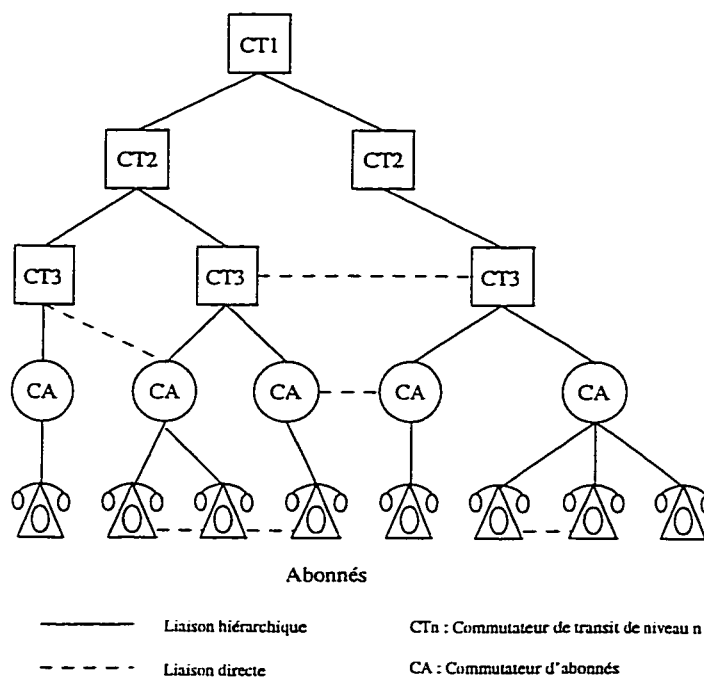 CT1
CT2 CT2
CT3 CT3 CT3
CA CA CA CA CA
Abonnés
Liaison hiérarchique CTn : Commutateur de transit de niveau n
Liaison directe CA : Commutateur d'abonnés